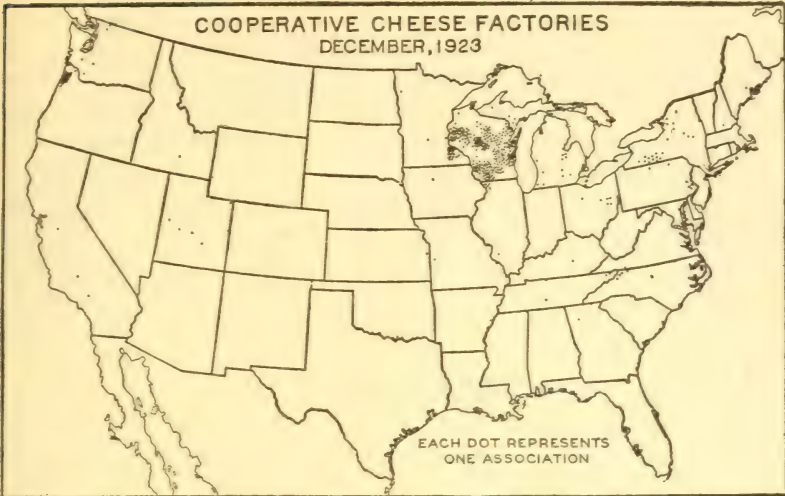 COOPERATIVE CHEESE FACTORIES
DECEMBER, 1923
EACH DOT REPRESENTS
ONE ASSOCIATION